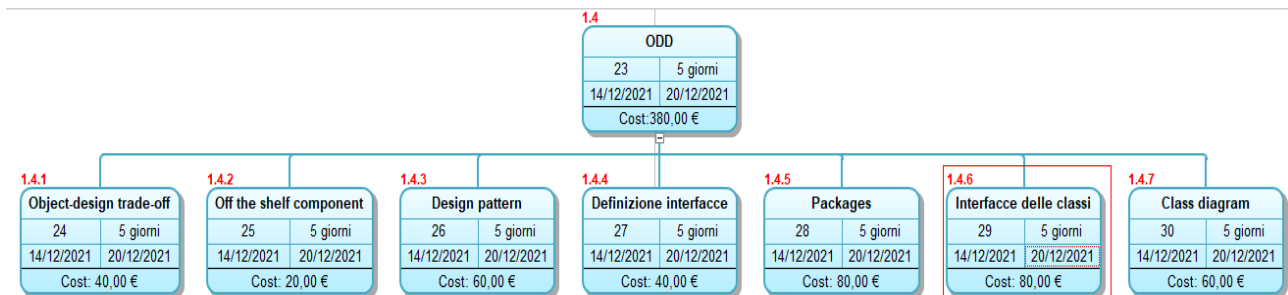 1.4
ODD
23 5 giorni
14/12/2021 20/12/2021
Cost:380,00 €
1.4.1
Object-design trade-off
24 5 giorni
14/12/2021 20/12/2021
Cost: 40,00 €
1.4.2
Off the shelf component
25 5 giorni
14/12/2021 20/12/2021
Cost: 20,00 €
1.4.3
Design pattern
26 5 giorni
14/12/2021 20/12/2021
Cost: 60,00 €
1.4.4
Definizione interfacce
27 5 giorni
14/12/2021 20/12/2021
Cost: 40,00 €
1.4.5
Packages
28 5 giorni
14/12/2021 20/12/2021
Cost: 80,00 €
1.4.6
Interfacce delle classi
29 5 giorni
14/12/2021 20/12/2021
Cost: 80,00 €
1.4.7
Class diagram
30 5 giorni
14/12/2021 20/12/2021
Cost: 60,00 €